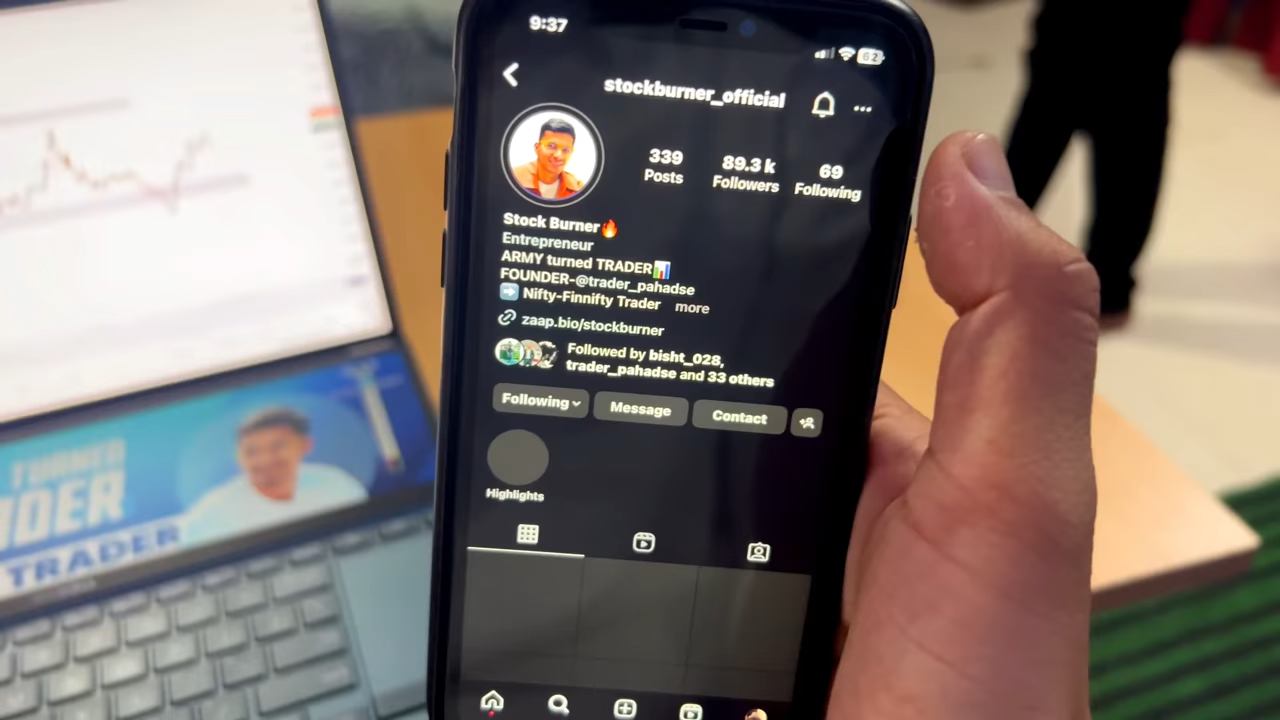 9:37
62
stockburner_official
339
Posts
89.3 k
Followers
69
Following
Stock Burner🔥
Entrepreneur
ARMY turned TRADER📊
FOUNDER-@trader_pahadse
➡️ Nifty-Finnifty Trader more
zaap.bio/stockburner
Followed by bisht_028,
trader_pahadse and 33 others
Following
Message
Contact
Highlights
TURNED
TRADER